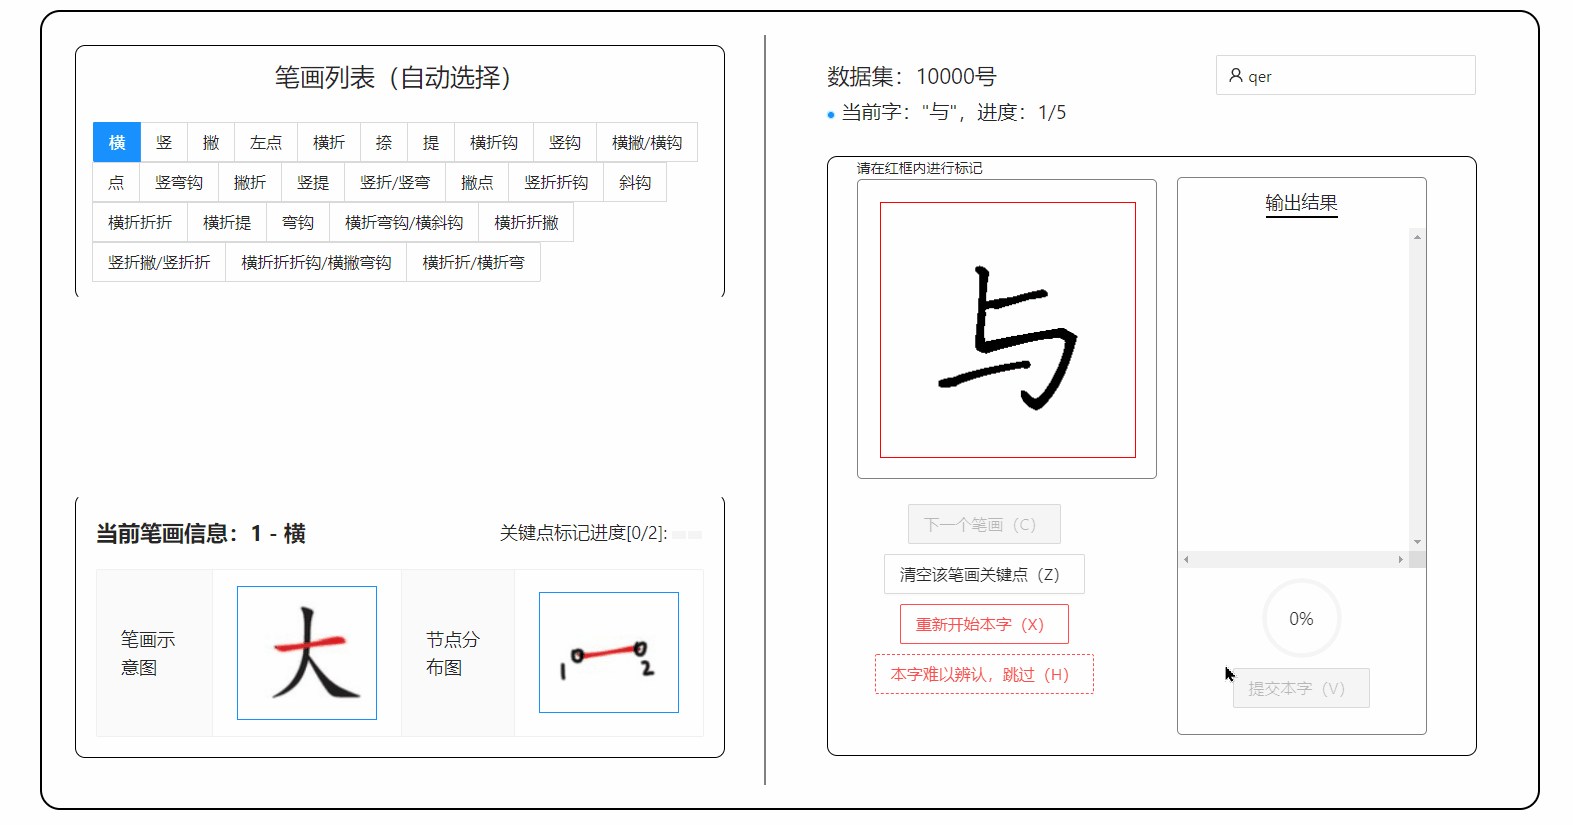 笔画列表（自动选择）
横 竖 撇 左点 横折 捺 提 横折钩 竖钩 横撇/横钩
点 竖弯钩 撇折 竖提 竖折/竖弯 撇点 竖折折钩 斜钩
横折折折 横折提 弯钩 横折弯钩/横斜钩 横折折撇
竖折撇/竖折折 横折折折钩/横撇弯钩 横折折/横折弯
当前笔画信息：1 - 横
关键点标记进度[0/2]:
笔画示
意图
大
节点分
布图
1 2
数据集：10000号
qer
当前字："与"，进度：1/5
请在红框内进行标记
与
下一个笔画（C）
清空该笔画关键点（Z）
重新开始本字（X）
本字难以辨认，跳过（H）
输出结果
0%
提交本字（V）